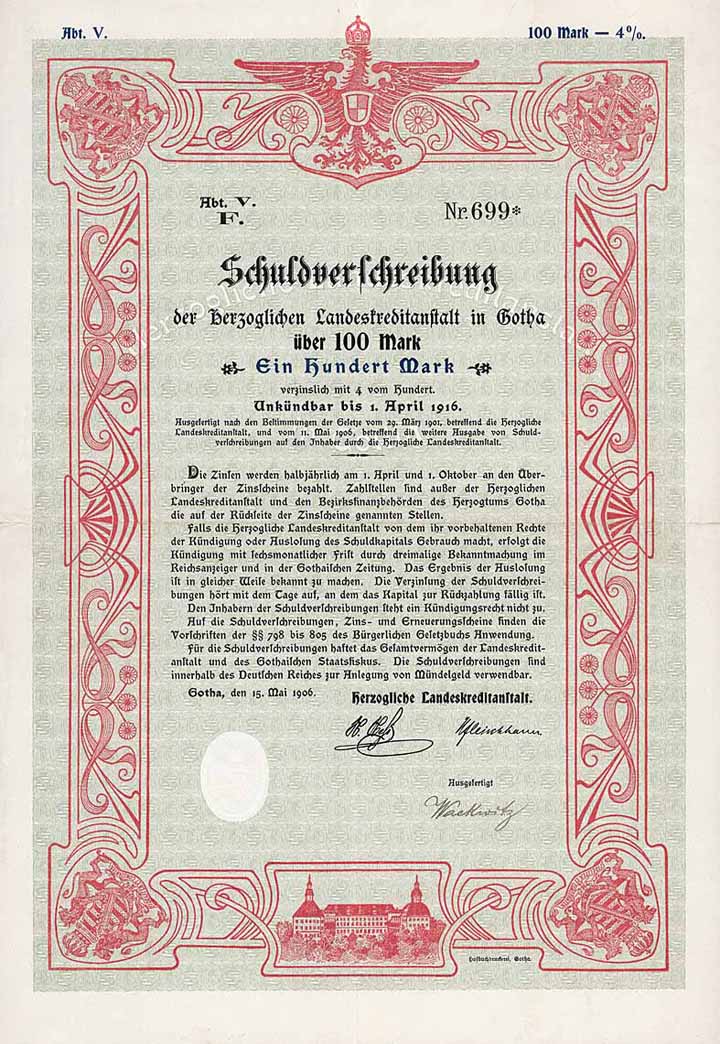 Abt. V. 100 Mark — 4%.
Abt. V.
F.
Nr. 699*
Schuldverschreibung
der Herzoglichen Landeskreditanstalt in Gotha
über 100 Mark
Ein Hundert Mark
verzinslich mit 4 vom Hundert.
Unkündbar bis 1. April 1916.
Ausgefertigt nach den Bestimmungen der Gesetze vom 29. März 1901, betreffend die Herzogliche
Landeskreditanstalt, und vom 11. Mai 1906, betreffend die weitere Ausgabe von Schuld-
verschreibungen auf den Inhaber durch die Herzogliche Landeskreditanstalt.
Die Zinsen werden halbjährlich am 1. April und 1. Oktober an den Über-
bringer der Zinsscheine bezahlt. Zahlstellen sind außer der Herzoglichen
Landeskreditanstalt und den Bezirksfinanzbehörden des Herzogtums Gotha
die auf der Rückseite der Zinsscheine genannten Stellen.
Falls die Herzogliche Landeskreditanstalt von dem ihr vorbehaltenen Rechte
der Kündigung oder Auslosung des Schuldkapitals Gebrauch macht, erfolgt die
Kündigung mit sechsmonatlicher Frist durch dreimalige Bekanntmachung im
Reichsanzeiger und in der Gothaischen Zeitung. Das Ergebnis der Auslosung
ist in gleicher Weise bekannt zu machen. Die Verzinsung der Schuldverschrei-
bungen hört mit dem Tage auf, an dem das Kapital zur Rückzahlung fällig ist.
Den Inhabern der Schuldverschreibungen steht ein Kündigungsrecht nicht zu.
Auf die Schuldverschreibungen, Zins- und Erneuerungsscheine finden die
Vorschriften der §§ 798 bis 805 des Bürgerlichen Gesetzbuchs Anwendung.
Für die Schuldverschreibungen haftet das Gesamtvermögen der Landeskredit-
anstalt und des Gothaischen Staatsfiskus. Die Schuldverschreibungen sind
innerhalb des Deutschen Reiches zur Anlegung von Mündelgeld verwendbar.
Gotha, den 15. Mai 1906.
Herzogliche Landeskreditanstalt.
Ausgefertigt
Wackwitz
Hofbuchdruckerei, Gotha.